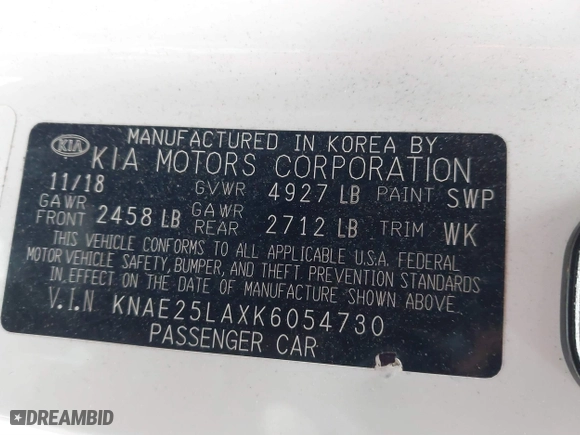 MANUFACTURED IN KOREA BY
KIA KIA MOTORS CORPORATION
11/18 GVWR 4927 LB PAINT SWP
GAWR FRONT 2458 LB GAWR REAR 2712 LB TRIM WK
THIS VEHICLE CONFORMS TO ALL APPLICABLE U.S.A. FEDERAL
MOTOR VEHICLE SAFETY, BUMPER, AND THEFT PREVENTION STANDARDS
IN EFFECT ON THE DATE OF MANUFACTURE SHOWN ABOVE.
V.I.N KNAE25LAXK6054730
PASSENGER CAR
DREAMBID